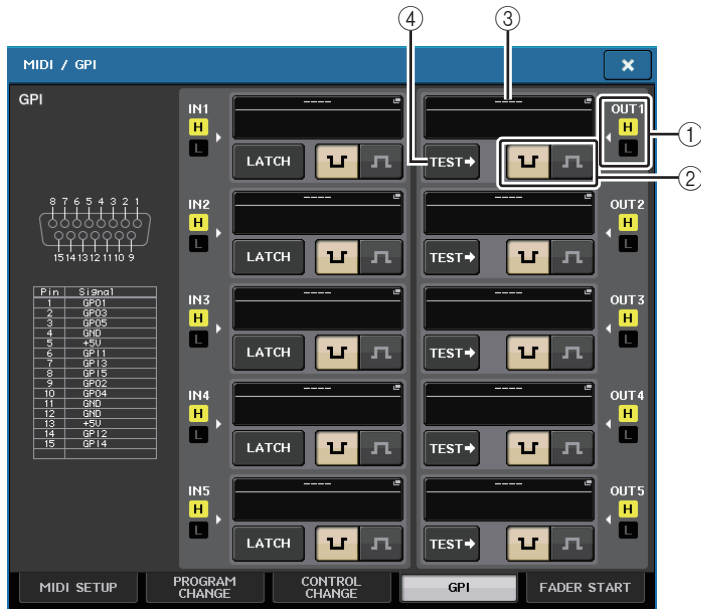 ④ ③
MIDI / GPI ×
GPI
IN1 ---- ---- OUT1
H H ①
L L
LATCH TEST→ ②
8 7 6 5 4 3 2 1
15 14 13 12 11 10 9
IN2 ---- ---- OUT2
H H
L L
LATCH TEST→
Pin Signal
1 GPO1
2 GPO3
3 GPO5
4 GND
5 +5V
6 GPI1
7 GPI3
8 GPI5
9 GPO2
10 GPO4
11 GND
12 GND
13 +5V
14 GPI2
15 GPI4
IN3 ---- ---- OUT3
H H
L L
LATCH TEST→
IN4 ---- ---- OUT4
H H
L L
LATCH TEST→
IN5 ---- ---- OUT5
H H
L L
LATCH TEST→
MIDI SETUP PROGRAM CHANGE CONTROL CHANGE GPI FADER START